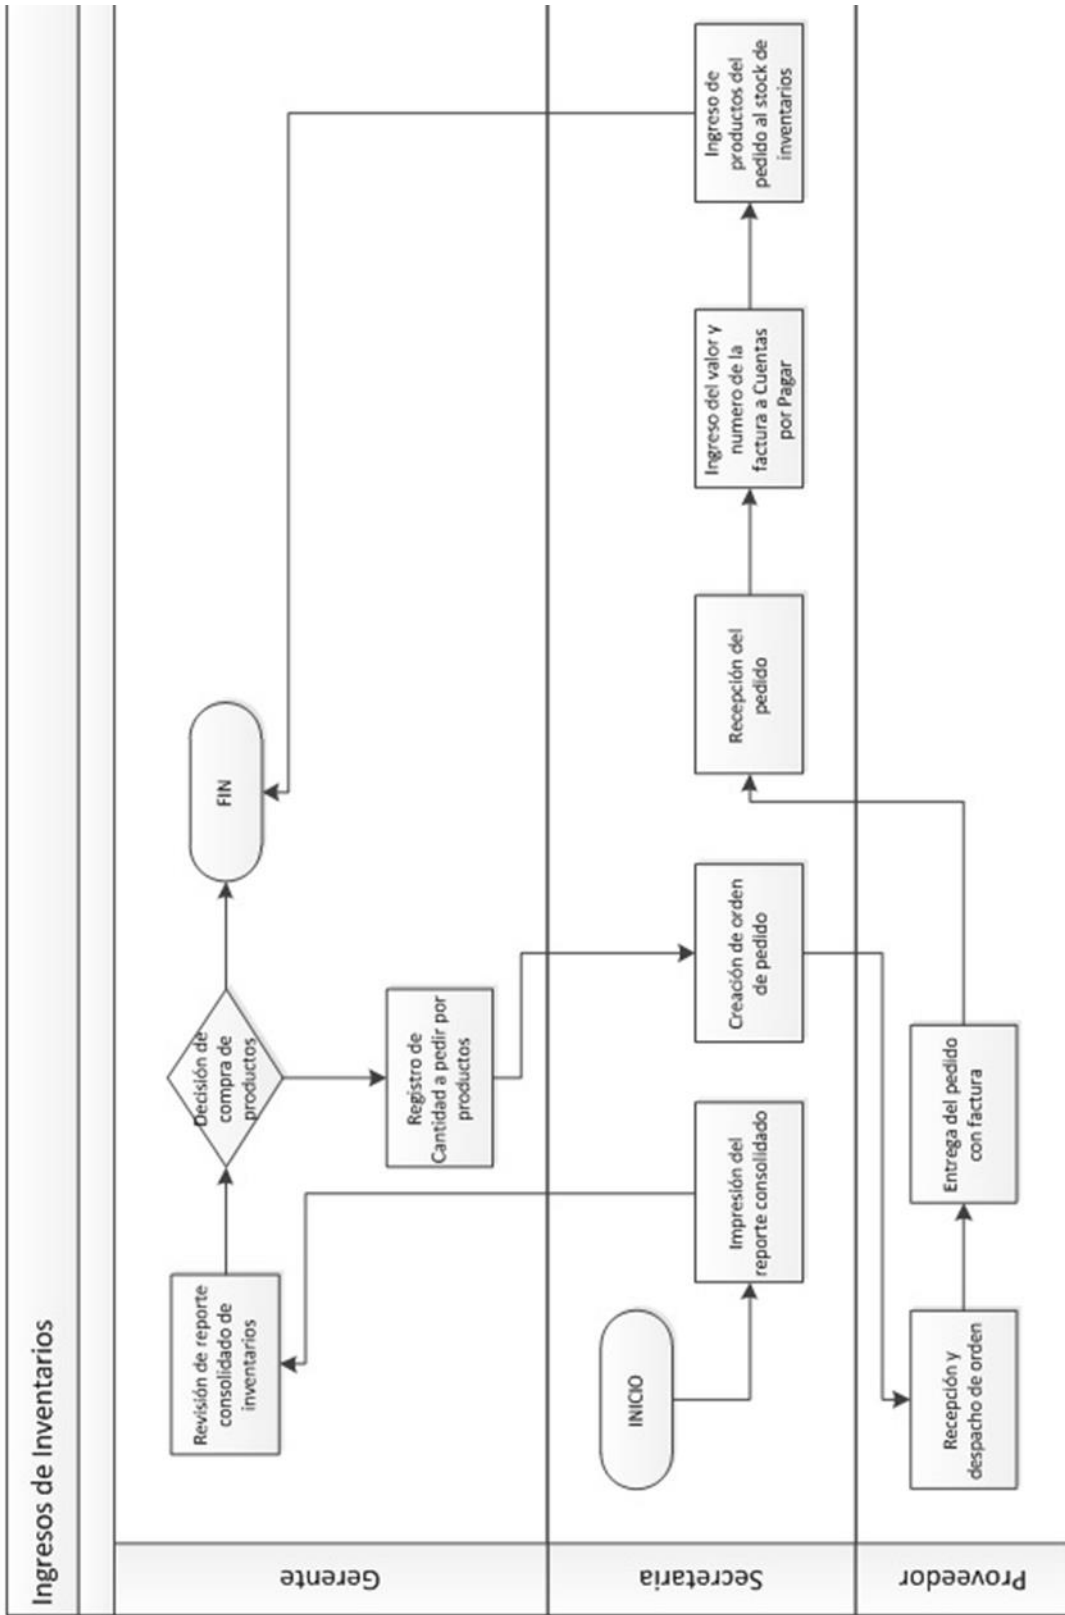 Ingresos de Inventarios
Gerente
Revisión de reporte
consolidado de
inventarios
Decisión de
compra de
productos
FIN
Registro de
Cantidad a pedir por
productos
Secretaria
INICIO
Impresión del
reporte consolidado
Creación de orden
de pedido
Recepción del
pedido
Ingreso del valor y
numero de la
factura a Cuentas
por Pagar
Ingreso de
productos del
pedido al stock de
inventarios
Proveedor
Recepción y
despacho de orden
Entrega del pedido
con factura